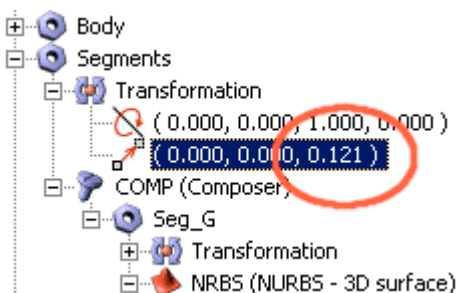 Body
Segments
Transformation
( 0.000, 0.000, 1.000, 0.000 )
( 0.000, 0.000, 0.121 )
COMP (Composer)
Seg_G
Transformation
NRBS (NURBS - 3D surface)